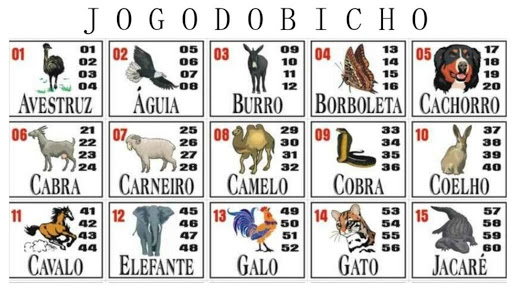 JOGODOBICHO
01 01 02 03 04 AVESTRUZ
02 05 06 07 08 ÁGUIA
03 09 10 11 12 BURRO
04 13 14 15 16 BORBOLETA
05 17 18 19 20 CACHORRO
06 21 22 23 24 CABRA
07 25 26 27 28 CARNEIRO
08 29 30 31 32 CAMELO
09 33 34 35 36 COBRA
10 37 38 39 40 COELHO
11 41 42 43 44 CAVALO
12 45 46 47 48 ELEFANTE
13 49 50 51 52 GALO
14 53 54 55 56 GATO
15 57 58 59 60 JACARÉ